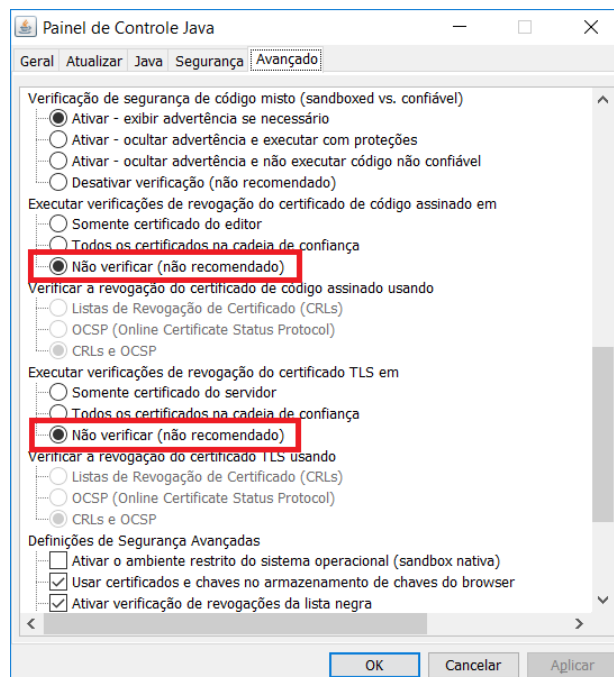 Painel de Controle Java
Geral Atualizar Java Segurança Avançado
Verificação de segurança de código misto (sandboxed vs. confiável)
Ativar - exibir advertência se necessário
Ativar - ocultar advertência e executar com proteções
Ativar - ocultar advertência e não executar código não confiável
Desativar verificação (não recomendado)
Executar verificações de revogação do certificado de código assinado em
Somente certificado do editor
Todos os certificados na cadeia de confiança
Não verificar (não recomendado)
Verificar a revogação do certificado de código assinado usando
Listas de Revogação de Certificado (CRLs)
OCSP (Online Certificate Status Protocol)
CRLs e OCSP
Executar verificações de revogação do certificado TLS em
Somente certificado do servidor
Todos os certificados na cadeia de confiança
Não verificar (não recomendado)
Verificar a revogação do certificado TLS usando
Listas de Revogação de Certificado (CRLs)
OCSP (Online Certificate Status Protocol)
CRLs e OCSP
Definições de Segurança Avançadas
Ativar o ambiente restrito do sistema operacional (sandbox nativa)
Usar certificados e chaves no armazenamento de chaves do browser
Ativar verificação de revogações da lista negra
OK Cancelar Aplicar